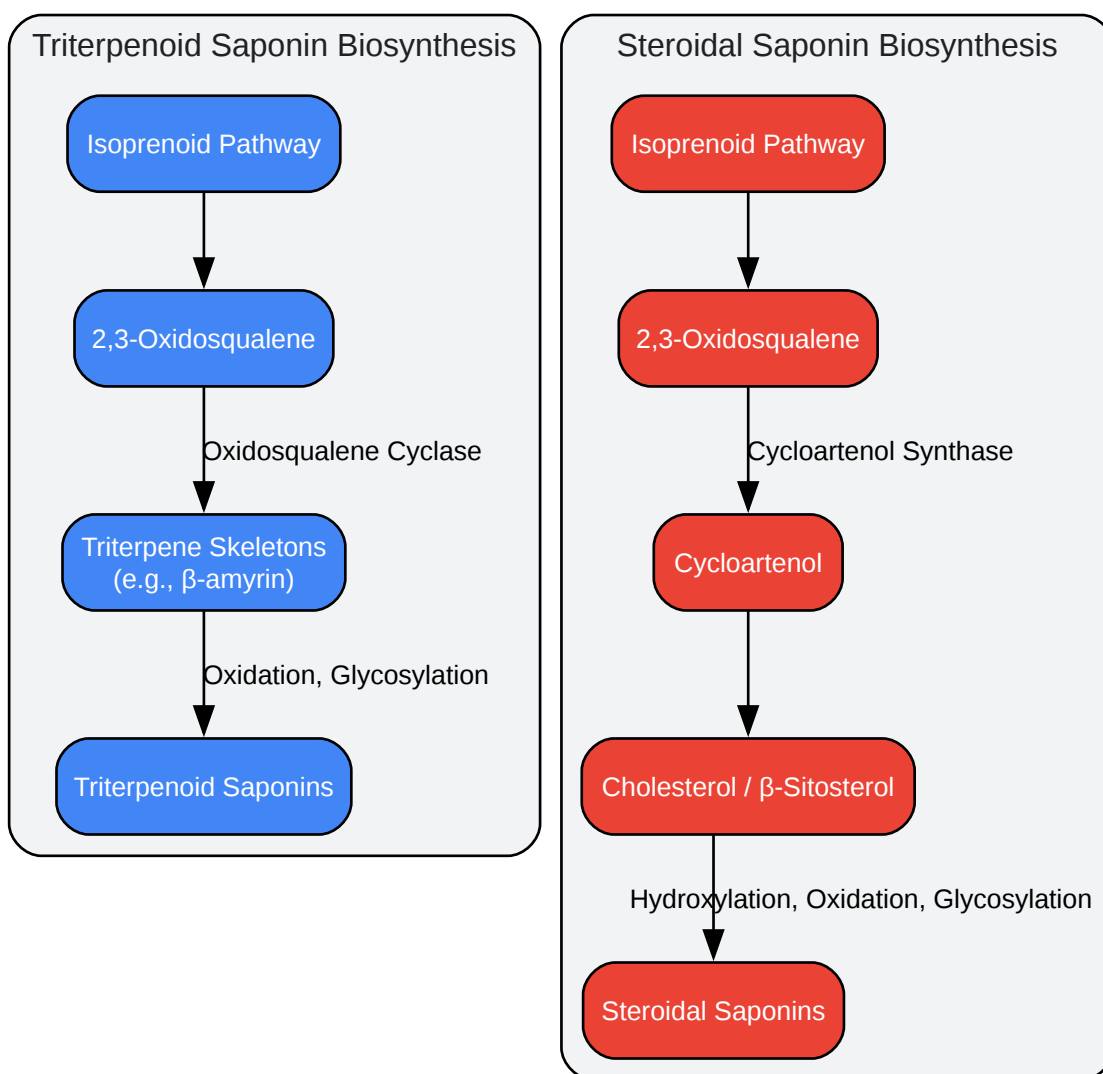 Triterpenoid Saponin Biosynthesis
Isoprenoid Pathway
2,3-Oxidosqualene
Oxidosqualene Cyclase
Triterpene Skeletons
(e.g., β-amyrin)
Oxidation, Glycosylation
Triterpenoid Saponins
Steroidal Saponin Biosynthesis
Isoprenoid Pathway
2,3-Oxidosqualene
Cycloartenol Synthase
Cycloartenol
Cholesterol / β-Sitosterol
Hydroxylation, Oxidation, Glycosylation
Steroidal Saponins